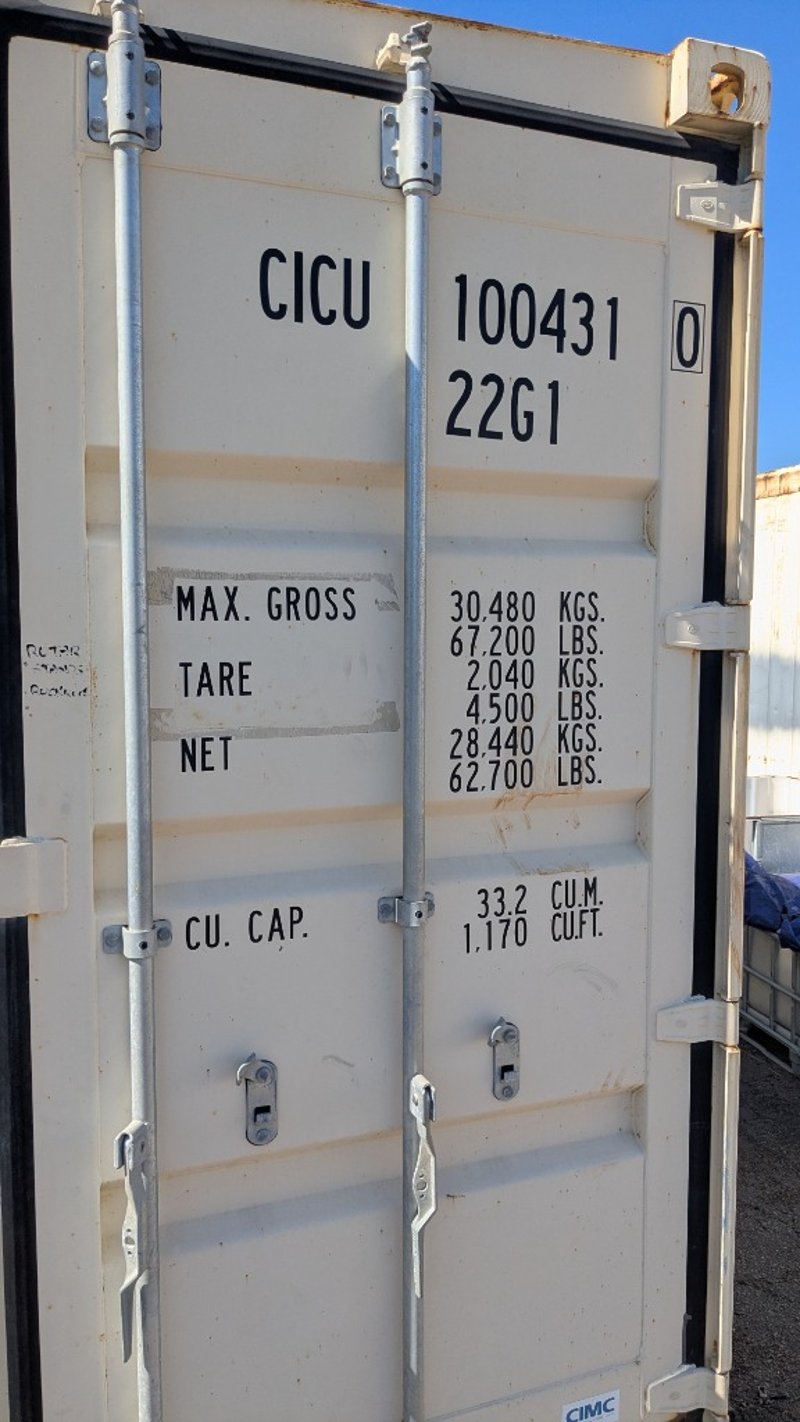 CICU 100431 0
22G1
MAX. GROSS 30,480 KGS.
67,200 LBS.
TARE 2,040 KGS.
4,500 LBS.
NET 28,440 KGS.
62,700 LBS.
CU. CAP. 33.2 CU.M.
1,170 CU.FT.
CIMC